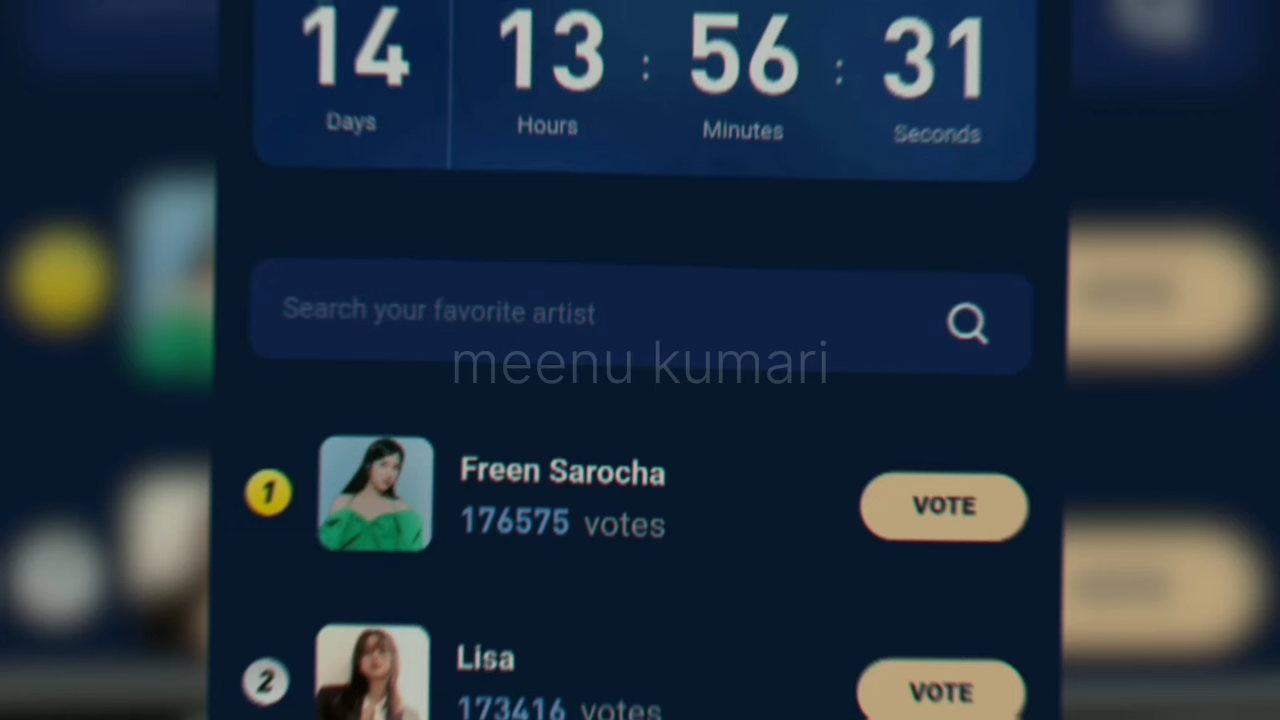 14 13 : 56 : 31
Days Hours Minutes Seconds
Search your favorite artist
meenu kumari
1 Freen Sarocha
176575 votes VOTE
2 Lisa
173416 votes VOTE